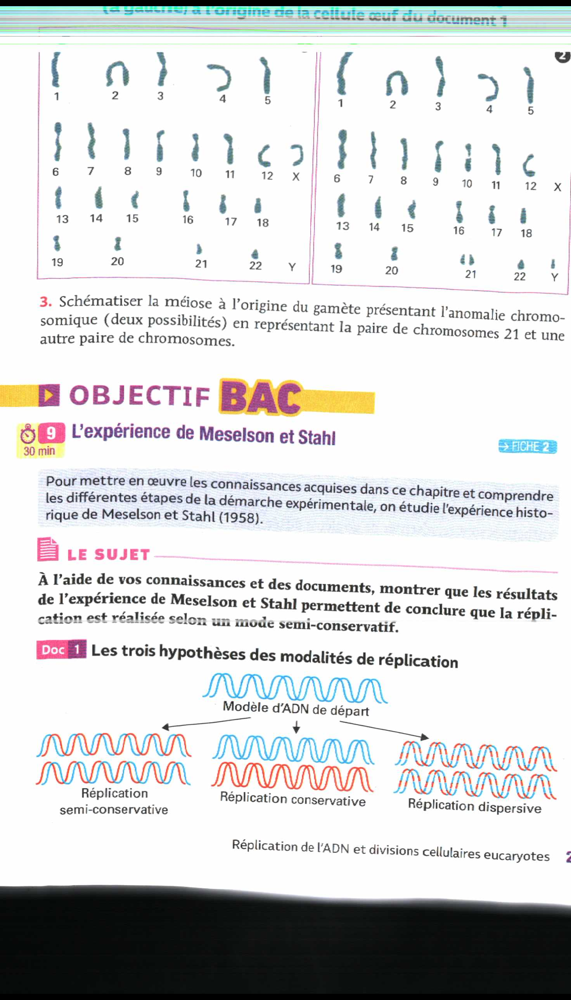 (à gauche) à l'origine de la cellule œuf du document 1
2
1 2 3 4 5
1 2 3 4 5
6 7 8 9 10 11 12 X
6 7 8 9 10 11 12 X
13 14 15 16 17 18
13 14 15 16 17 18
19 20 21 22 Y
19 20 21 22 Y
3. Schématiser la méiose à l'origine du gamète présentant l'anomalie chromo-
somique (deux possibilités) en représentant la paire de chromosomes 21 et une
autre paire de chromosomes.
OBJECTIF BAC
9 L'expérience de Meselson et Stahl
30 min
→ FICHE 2
Pour mettre en œuvre les connaissances acquises dans ce chapitre et comprendre
les différentes étapes de la démarche expérimentale, on étudie l'expérience histo-
rique de Meselson et Stahl (1958).
LE SUJET
À l'aide de vos connaissances et des documents, montrer que les résultats
de l'expérience de Meselson et Stahl permettent de conclure que la répli-
cation est réalisée selon un mode semi-conservatif.
Doc 1 Les trois hypothèses des modalités de réplication
Modèle d'ADN de départ
Réplication
semi-conservative
Réplication conservative
Réplication dispersive
Réplication de l'ADN et divisions cellulaires eucaryotes